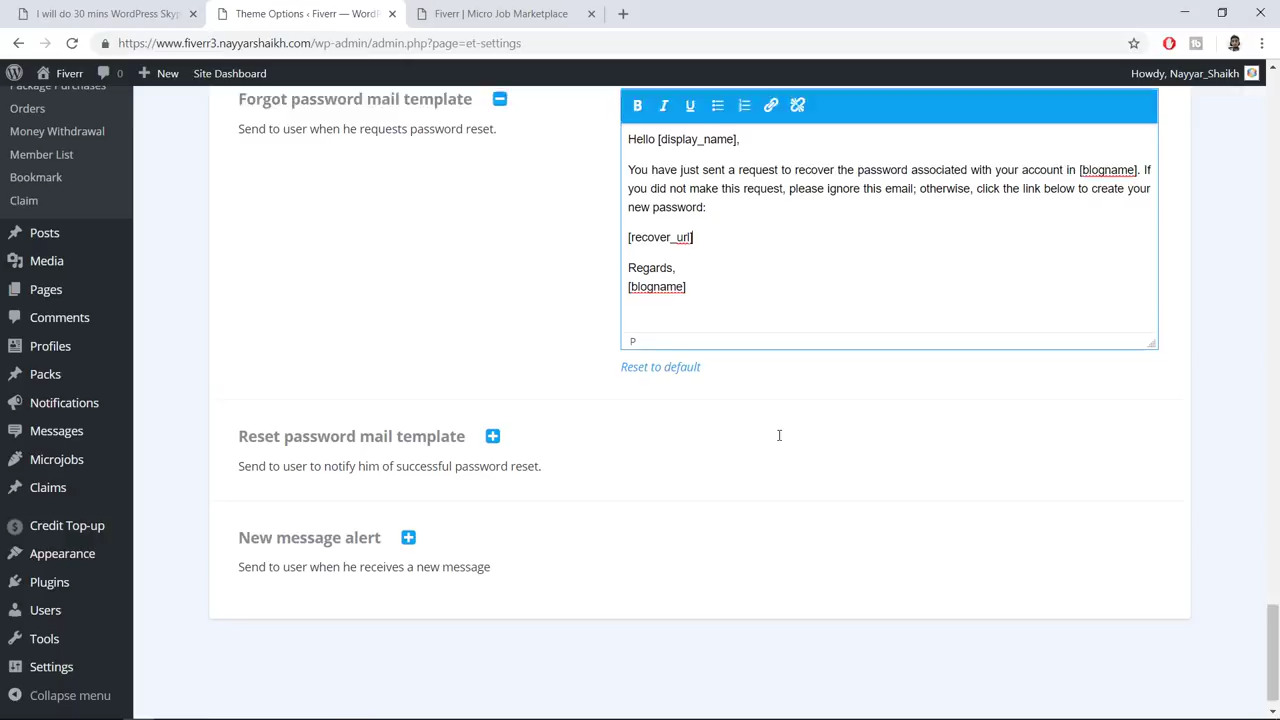 I will do 30 mins WordPress Skyp
Theme Options ‹ Fiverr — WordP
Fiverr | Micro Job Marketplace
https://www.fiverr3.nayyarshaikh.com/wp-admin/admin.php?page=et-settings
Fiverr
0
New
Site Dashboard
Howdy, Nayyar_Shaikh
Package Purchases
Orders
Money Withdrawal
Member List
Bookmark
Claim
Posts
Media
Pages
Comments
Profiles
Packs
Notifications
Messages
Microjobs
Claims
Credit Top-up
Appearance
Plugins
Users
Tools
Settings
Collapse menu
Forgot password mail template
Send to user when he requests password reset.
B I U
Hello [display_name],
You have just sent a request to recover the password associated with your account in [blogname]. If
you did not make this request, please ignore this email; otherwise, click the link below to create your
new password:
[recover_url]
Regards,
[blogname]
P
Reset to default
Reset password mail template
Send to user to notify him of successful password reset.
New message alert
Send to user when he receives a new message